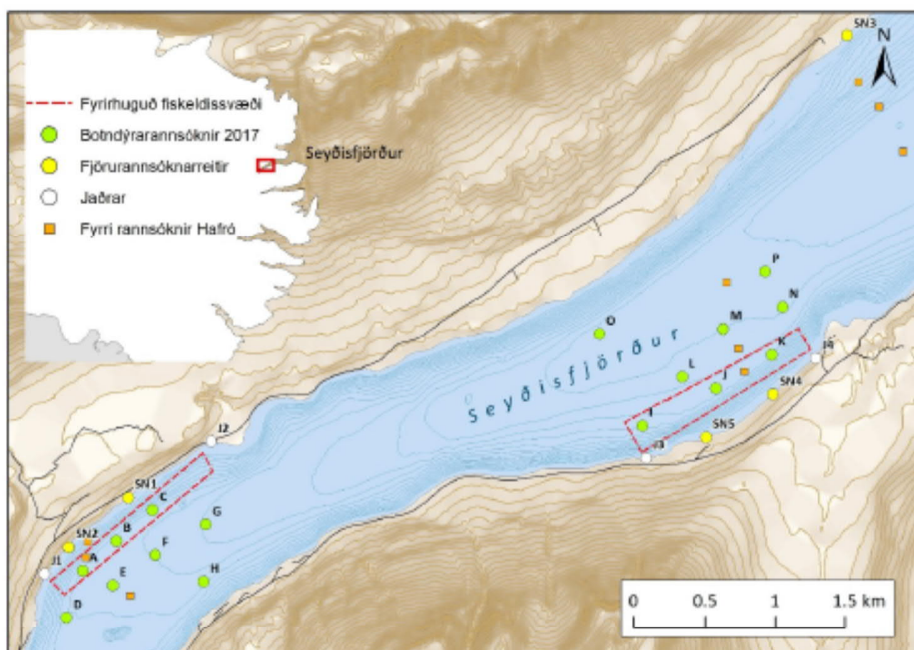 Fyrirhuguð fiskeldissvæði
Botndýrarannsóknir 2017
Fjörurannsóknarreitir
Jaðrar
Fyrri rannsóknir Hafró
Seyðisfjörður
SN3
N
P
N
O
M
K
J4
L
J
SN4
Seyðisfjörður
I
SN5
J3
J2
SN1
C
G
SN2
B
F
A
J1
E
H
D
0 0.5 1 1.5 km